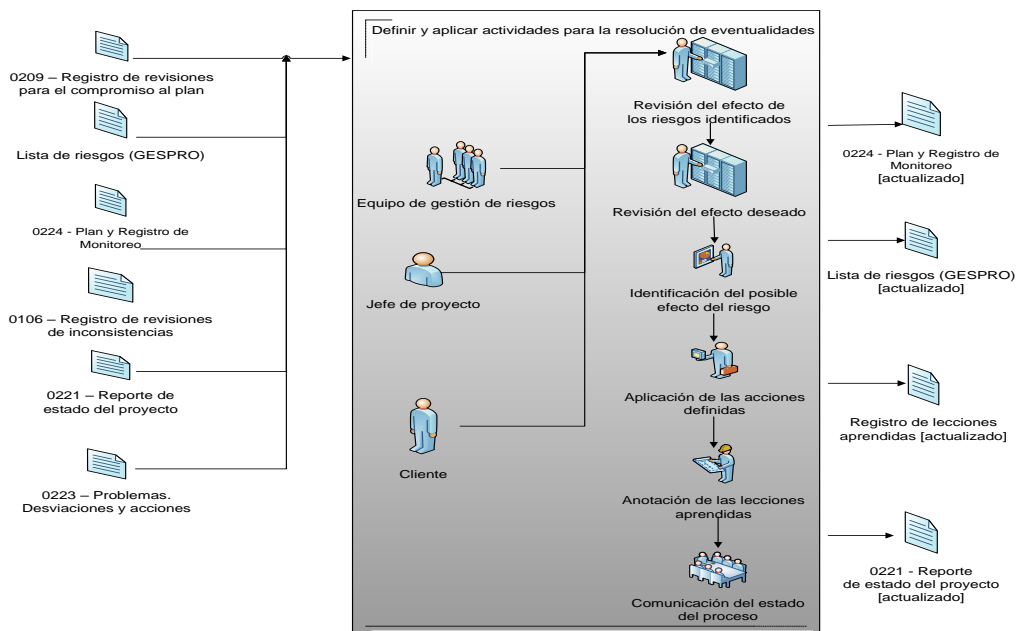 Definir y aplicar actividades para la resolución de eventualidades
0209 – Registro de revisiones
para el compromiso al plan
Lista de riesgos (GESPRO)
0224 - Plan y Registro de
Monitoreo
0106 – Registro de revisiones
de inconsistencias
0221 – Reporte de
estado del proyecto
0223 – Problemas.
Desviaciones y acciones
Equipo de gestión de riesgos
Jefe de proyecto
Cliente
Revisión del efecto de
los riesgos identificados
Revisión del efecto deseado
Identificación del posible
efecto del riesgo
Aplicación de las acciones
definidas
Anotación de las lecciones
aprendidas
Comunicación del estado
del proceso
0224 - Plan y Registro de
Monitoreo
[actualizado]
Lista de riesgos (GESPRO)
[actualizado]
Registro de lecciones
aprendidas [actualizado]
0221 - Reporte
de estado del proyecto
[actualizado]